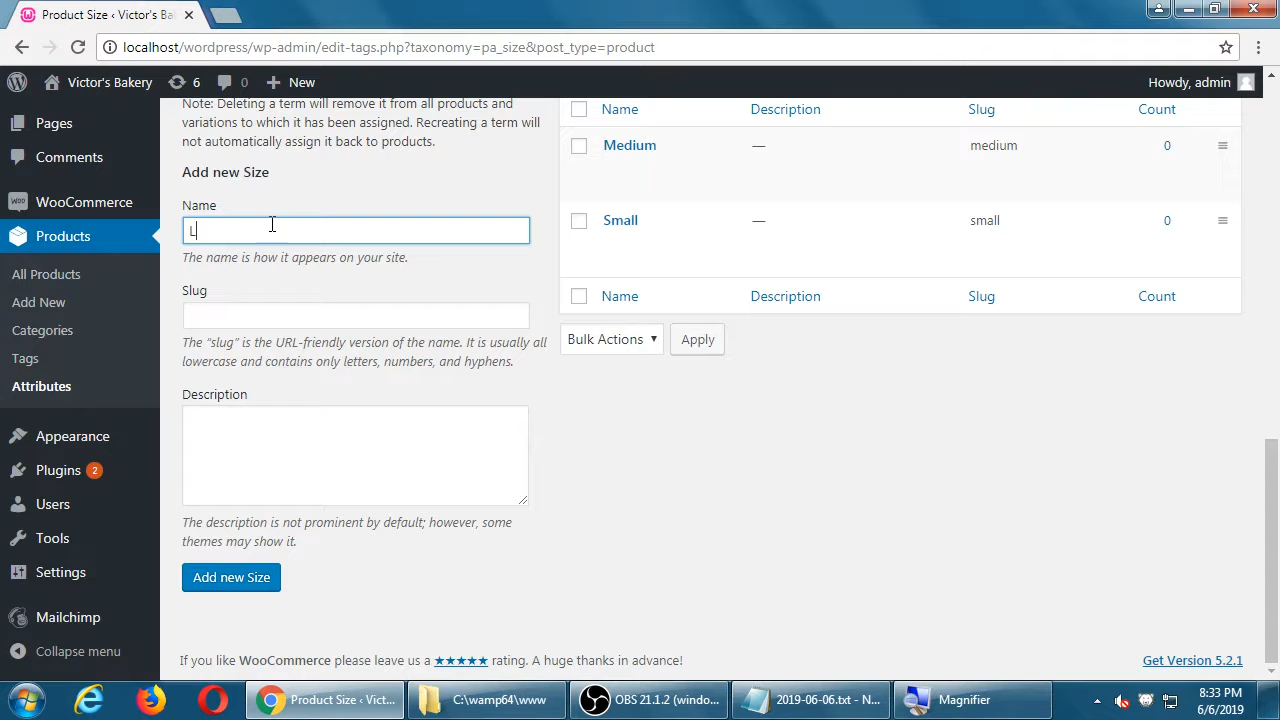 Product Size ‹ Victor's Ba
localhost/wordpress/wp-admin/edit-tags.php?taxonomy=pa_size&post_type=product
Victor's Bakery
6
0
New
Howdy, admin
Pages
Comments
WooCommerce
Products
All Products
Add New
Categories
Tags
Attributes
Appearance
Plugins 2
Users
Tools
Settings
Mailchimp
Collapse menu
Note: Deleting a term will remove it from all products and
variations to which it has been assigned. Recreating a term will
not automatically assign it back to products.
Add new Size
Name
L
The name is how it appears on your site.
Slug
The “slug” is the URL-friendly version of the name. It is usually all
lowercase and contains only letters, numbers, and hyphens.
Description
The description is not prominent by default; however, some
themes may show it.
Add new Size
Name Description Slug Count
Medium — medium 0
Small — small 0
Name Description Slug Count
Bulk Actions Apply
If you like WooCommerce please leave us a ★★★★★ rating. A huge thanks in advance!
Get Version 5.2.1
Product Size ‹ Vict...
C:\wamp64\www
OBS 21.1.2 (windo...
2019-06-06.txt - N...
Magnifier
8:33 PM
6/6/2019